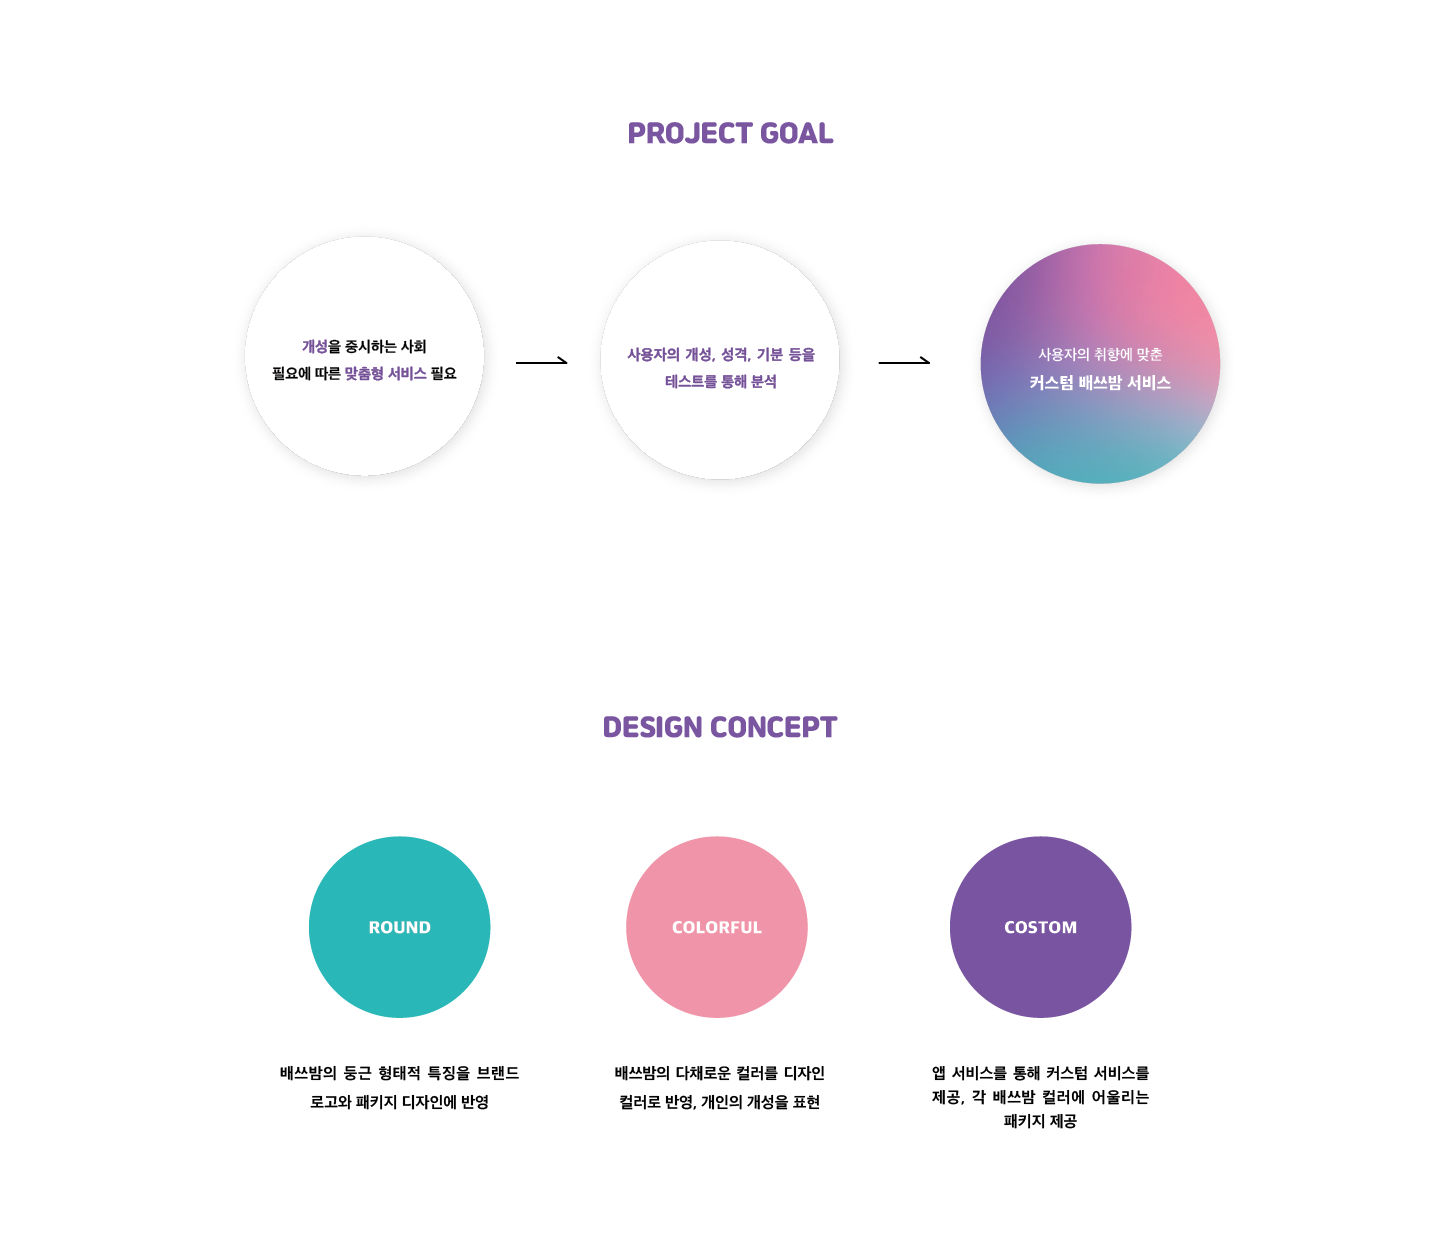 PROJECT GOAL
개성을 중시하는 사회
필요에 따른 맞춤형 서비스 필요
사용자의 개성, 성격, 기분 등을
테스트를 통해 분석
사용자의 취향에 맞춘
커스텀 배쓰밤 서비스
DESIGN CONCEPT
ROUND
배쓰밤의 둥근 형태적 특징을 브랜드
로고와 패키지 디자인에 반영
COLORFUL
배쓰밤의 다채로운 컬러를 디자인
컬러로 반영, 개인의 개성을 표현
COSTOM
앱 서비스를 통해 커스텀 서비스를
제공, 각 배쓰밤 컬러에 어울리는
패키지 제공